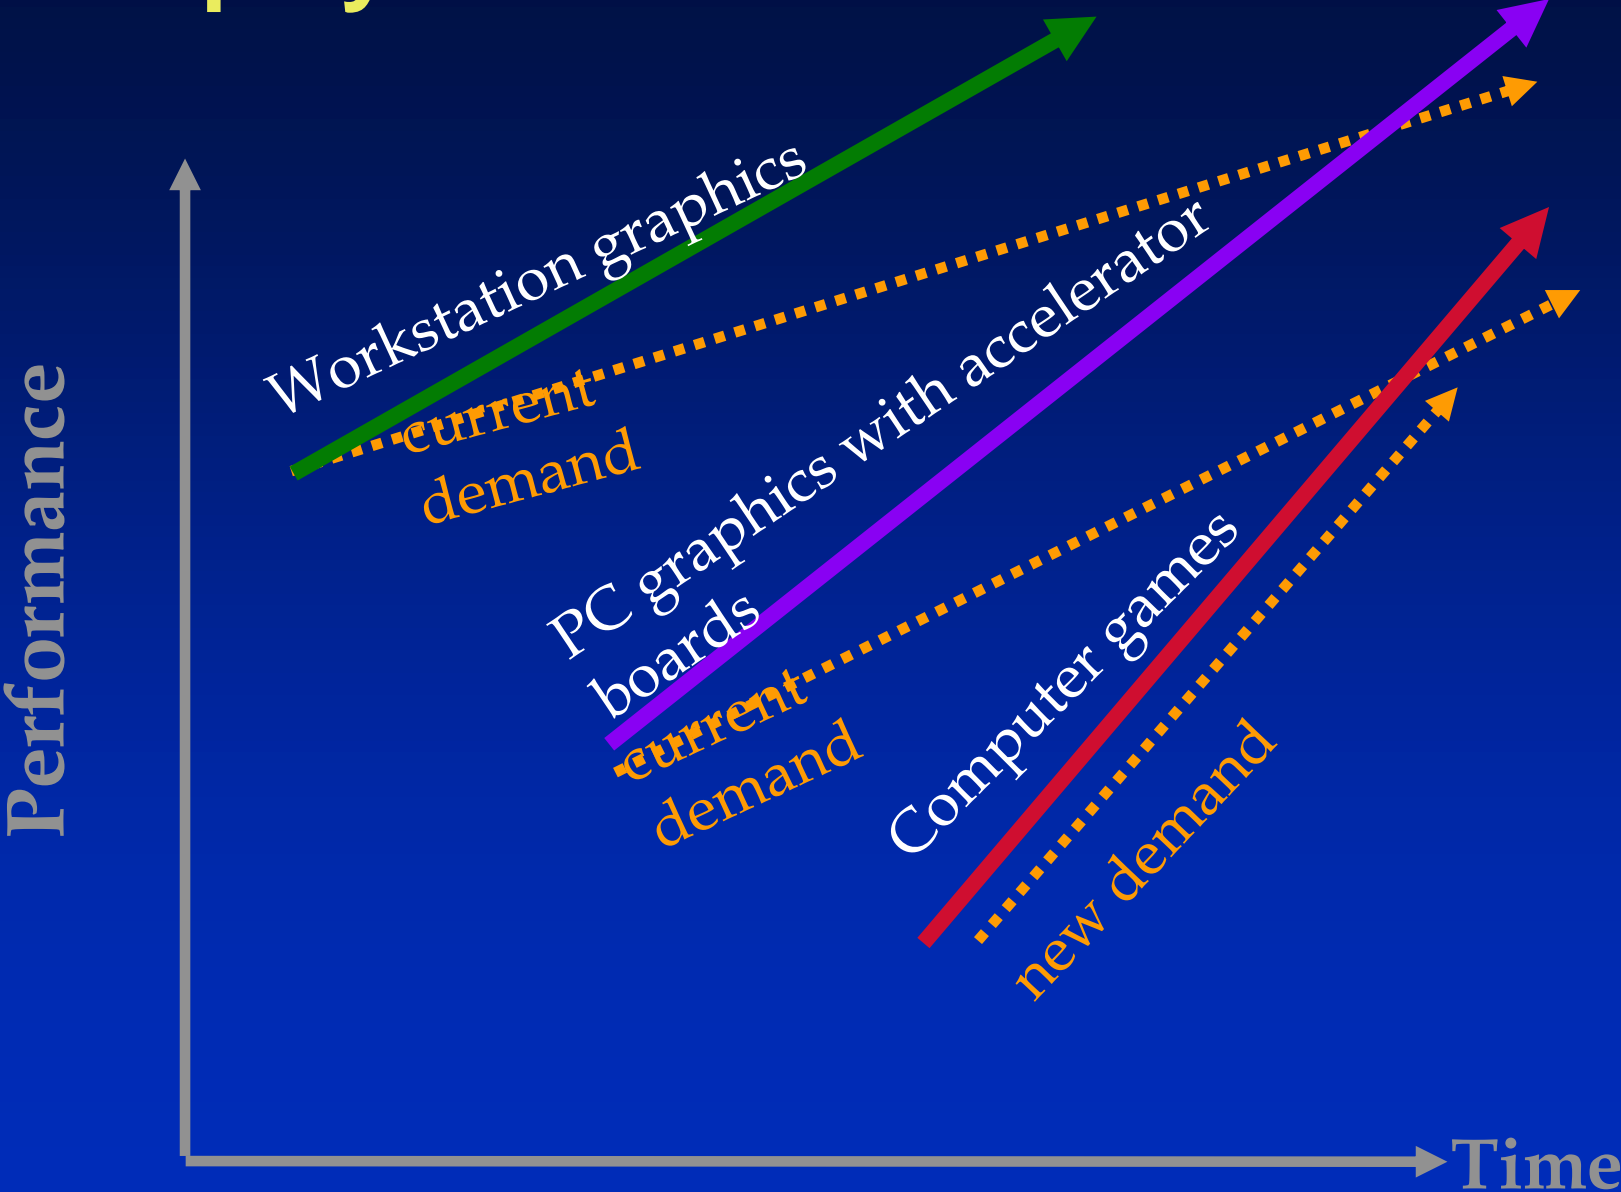 Workstation graphics
current
demand
PC graphics with accelerator
boards
current
demand
Computer games
new demand
Performance
Time